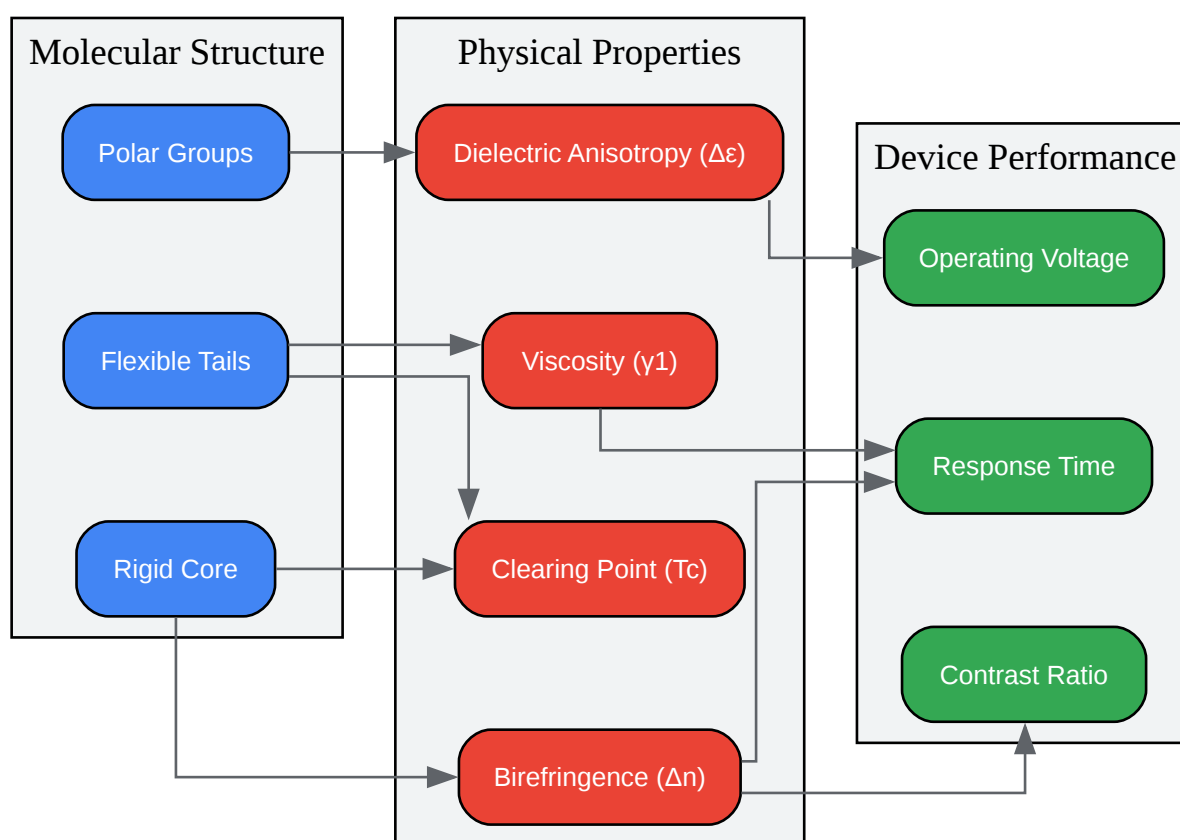 Molecular Structure
Polar Groups
Flexible Tails
Rigid Core
Physical Properties
Dielectric Anisotropy (Δε)
Viscosity (γ1)
Clearing Point (Tc)
Birefringence (Δn)
Device Performance
Operating Voltage
Response Time
Contrast Ratio